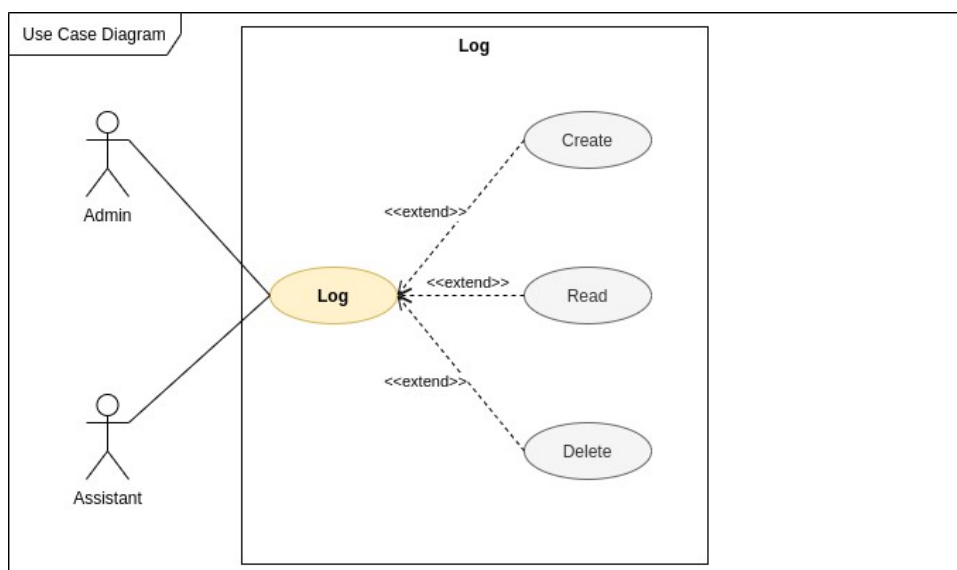 Use Case Diagram
Log
Admin
Create
<<extend>>
Log
<<extend>>
Read
<<extend>>
Delete
Assistant